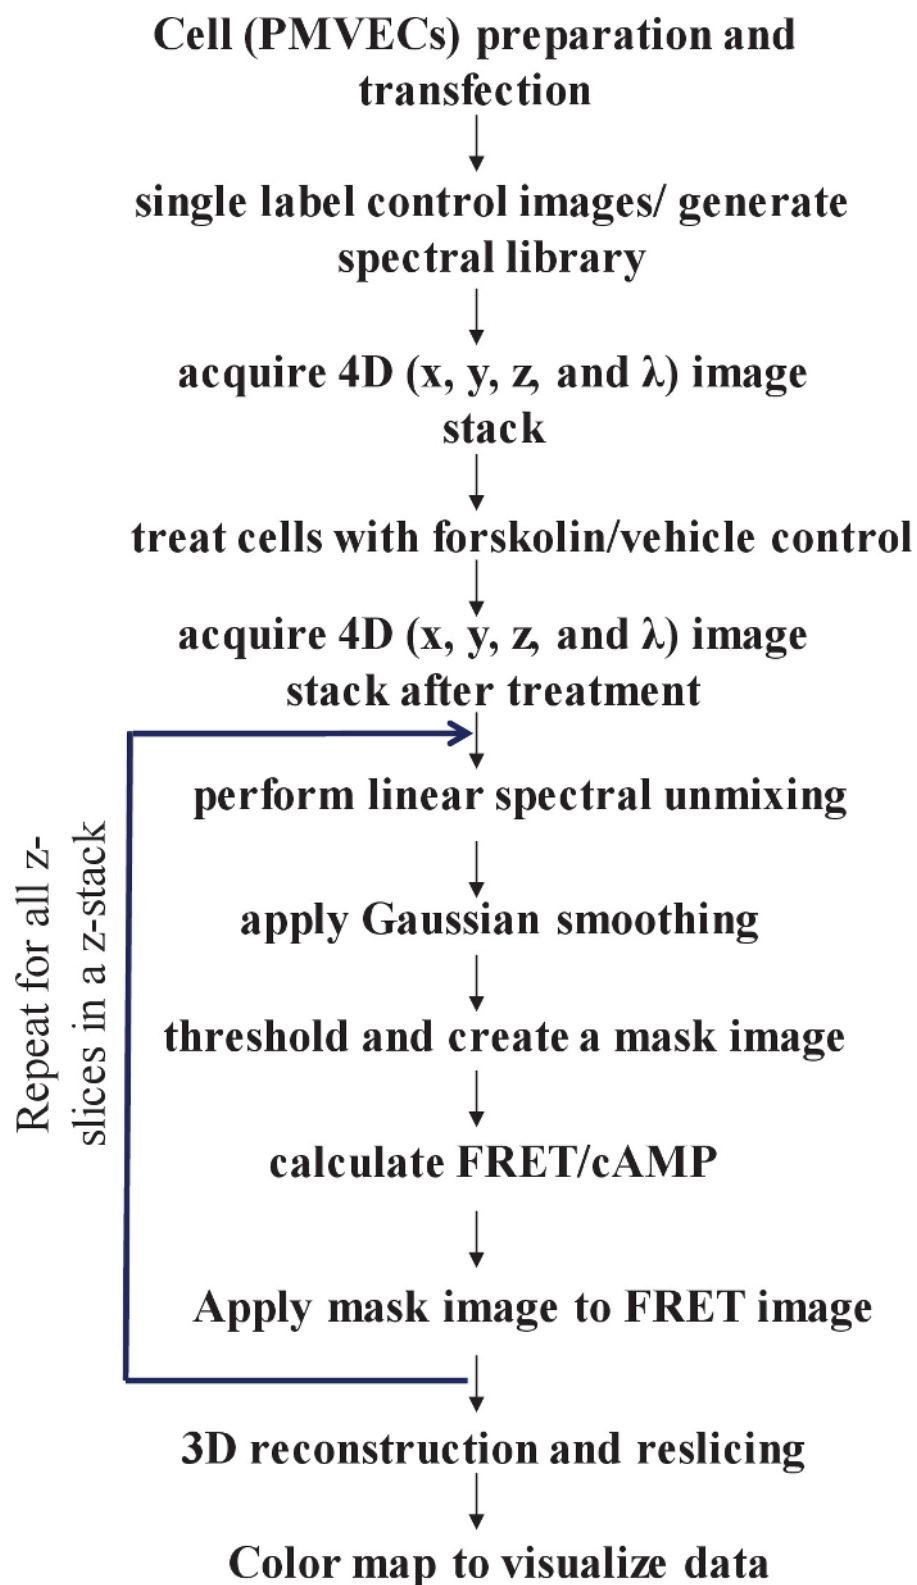 Cell (PMVECs) preparation and
transfection
single label control images/ generate
spectral library
acquire 4D (x, y, z, and λ) image
stack
treat cells with forskolin/vehicle control
acquire 4D (x, y, z, and λ) image
stack after treatment
perform linear spectral unmixing
apply Gaussian smoothing
threshold and create a mask image
calculate FRET/cAMP
Apply mask image to FRET image
Repeat for all z-
slices in a z-stack
3D reconstruction and reslicing
Color map to visualize data